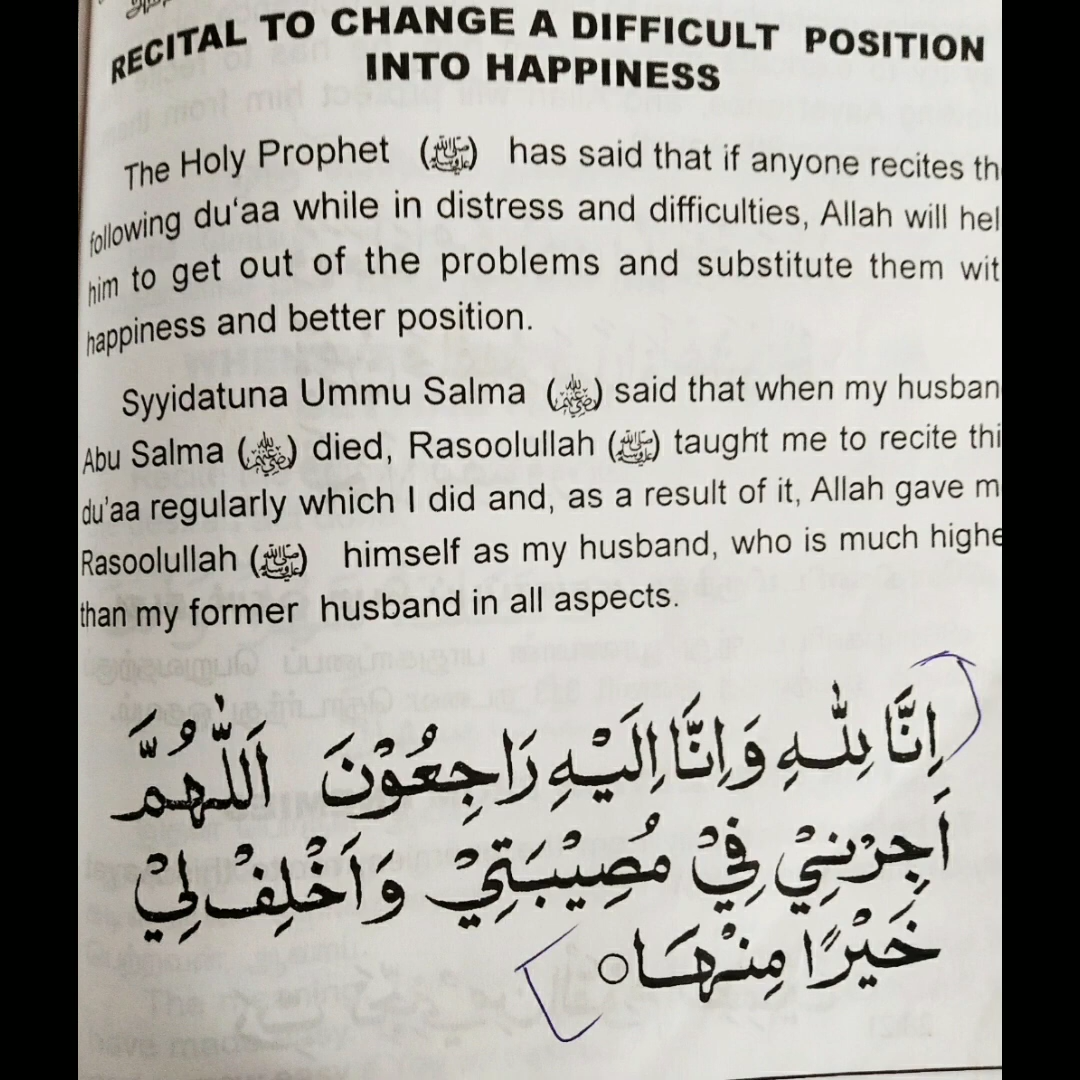 RECITAL TO CHANGE A DIFFICULT POSITION
INTO HAPPINESS
The Holy Prophet (ﷺ) has said that if anyone recites th
following du‘aa while in distress and difficulties, Allah will hel
him to get out of the problems and substitute them wit
happiness and better position.
Syyidatuna Ummu Salma (رضي الله عنها) said that when my husban
Abu Salma (رضي الله عنه) died, Rasoolullah (ﷺ) taught me to recite thi
du’aa regularly which I did and, as a result of it, Allah gave m
Rasoolullah (ﷺ) himself as my husband, who is much highe
than my former husband in all aspects.
اِنَّا لِلّٰهِ وَاِنَّا اِلَيْهِ رَاجِعُوْنَ اَللّٰهُمَّ
اَجِرْنِيْ فِيْ مُصِيْبَتِيْ وَاَخْلِفْ لِيْ
خَيْرًا مِنْهَا○